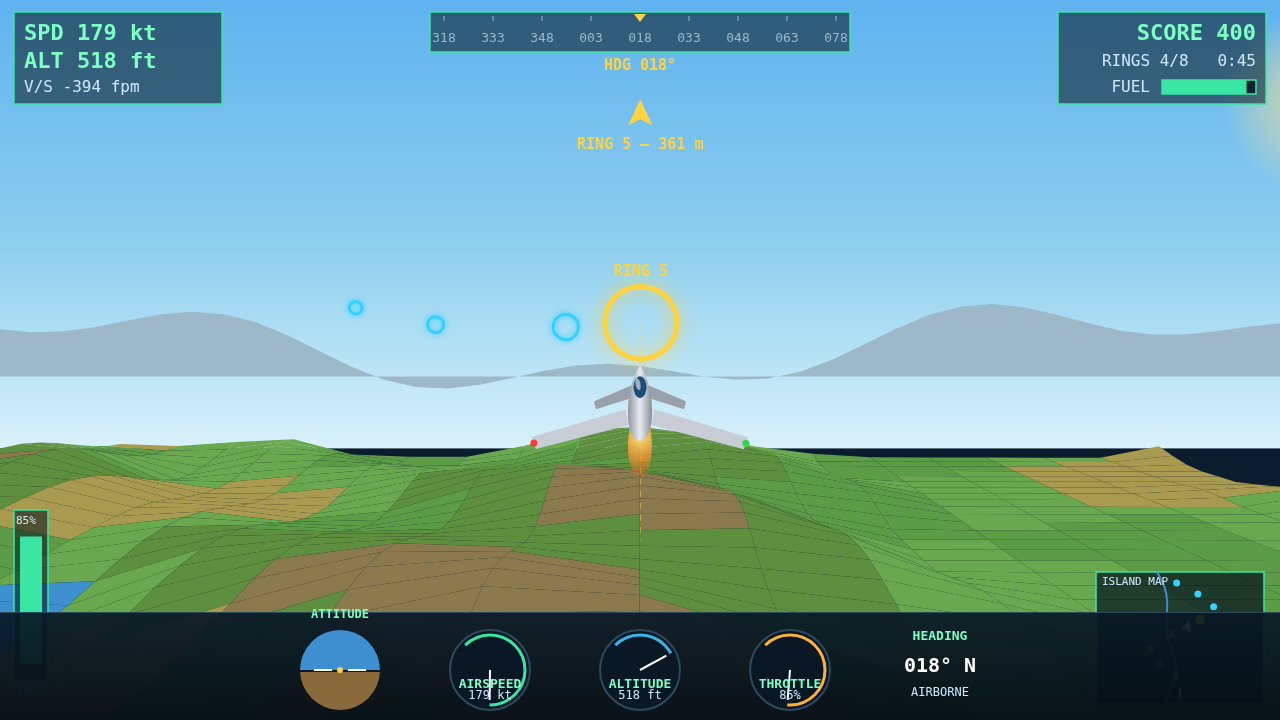 SPD 179 kt
ALT 518 ft
V/S -394 fpm
318 333 348 003 018 033 048 063 078
HDG 018°
RING 5 — 361 m
SCORE 400
RINGS 4/8 0:45
FUEL
RING 5
85%
ISLAND MAP
ATTITUDE
AIRSPEED
179 kt
ALTITUDE
518 ft
THROTTLE
HEADING
018° N
AIRBORNE